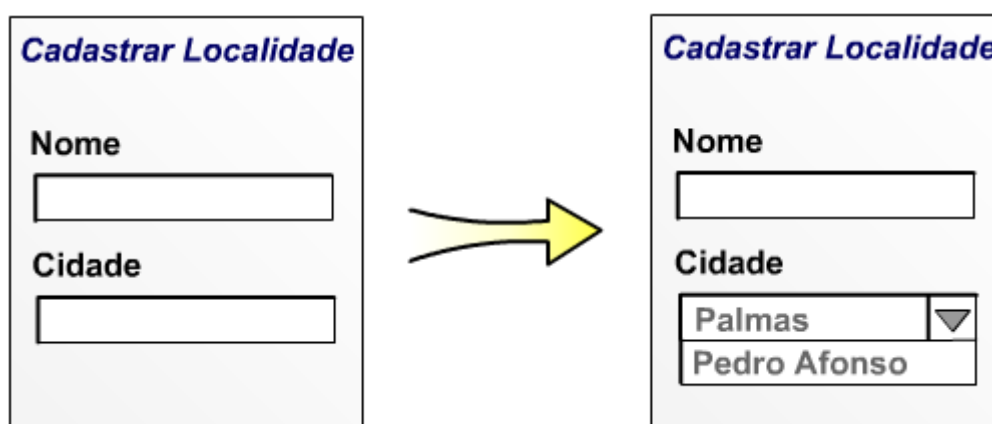 Cadastrar Localidade
Nome
Cidade
Cadastrar Localidade
Nome
Cidade
Palmas
Pedro Afonso